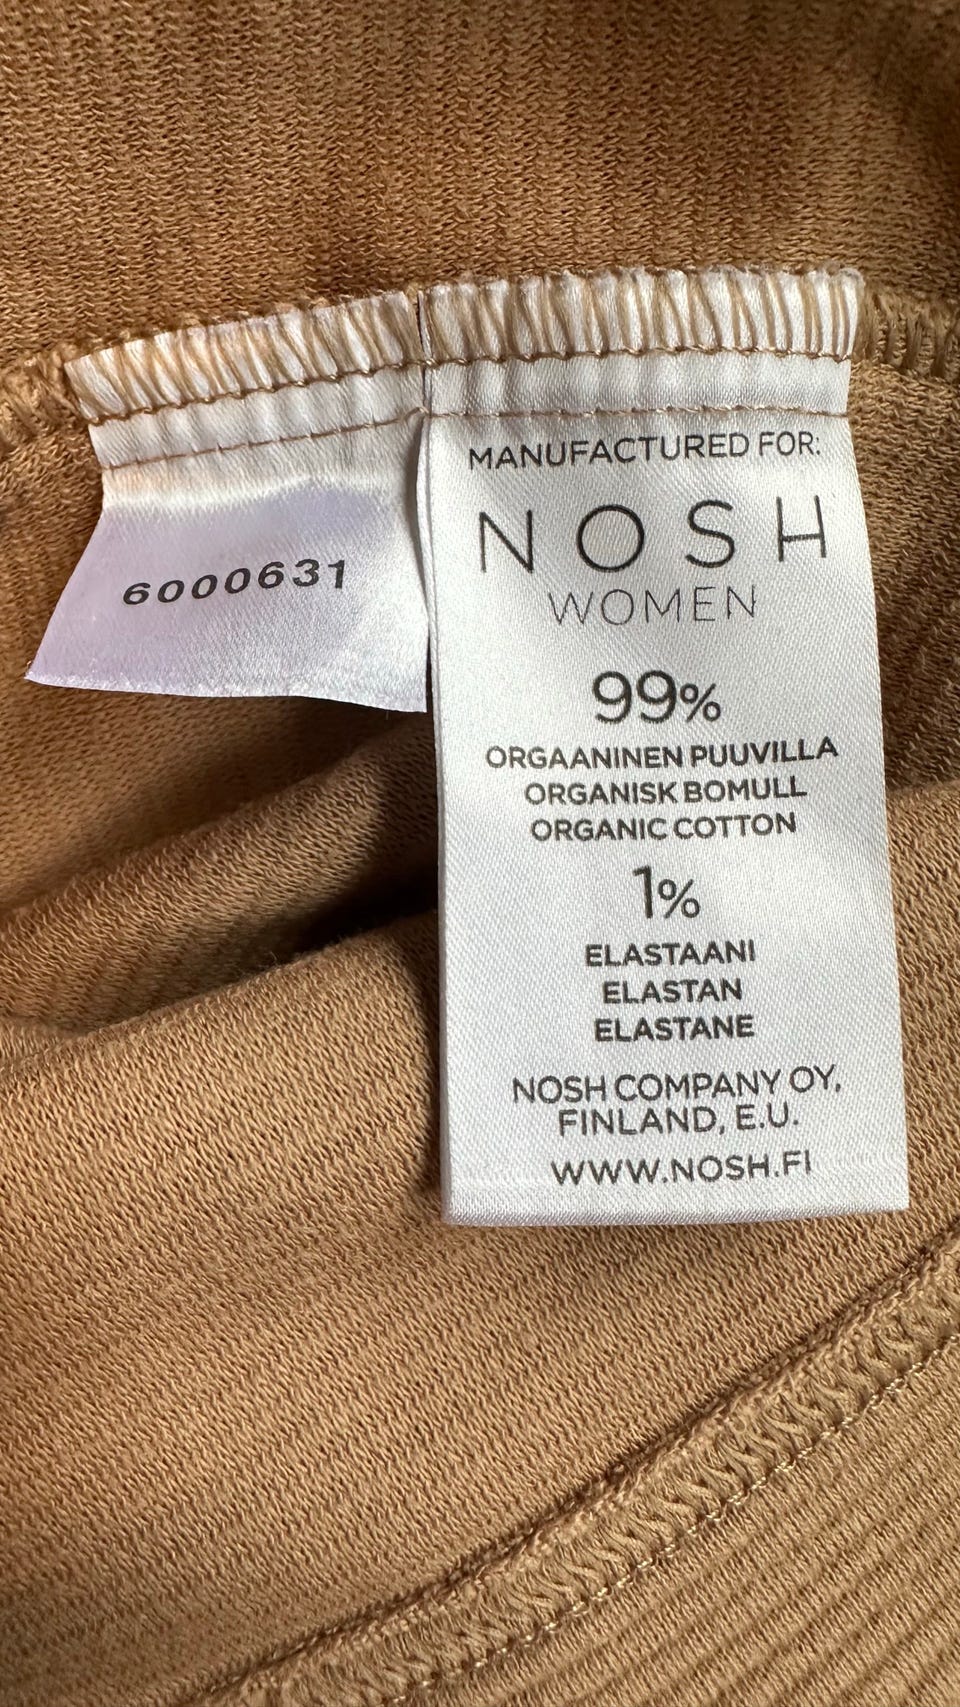 6000631
MANUFACTURED FOR:
NOSH
WOMEN
99%
ORGAANINEN PUUVILLA
ORGANISK BOMULL
ORGANIC COTTON
1%
ELASTAANI
ELASTAN
ELASTANE
NOSH COMPANY OY,
FINLAND, E.U.
WWW.NOSH.FI